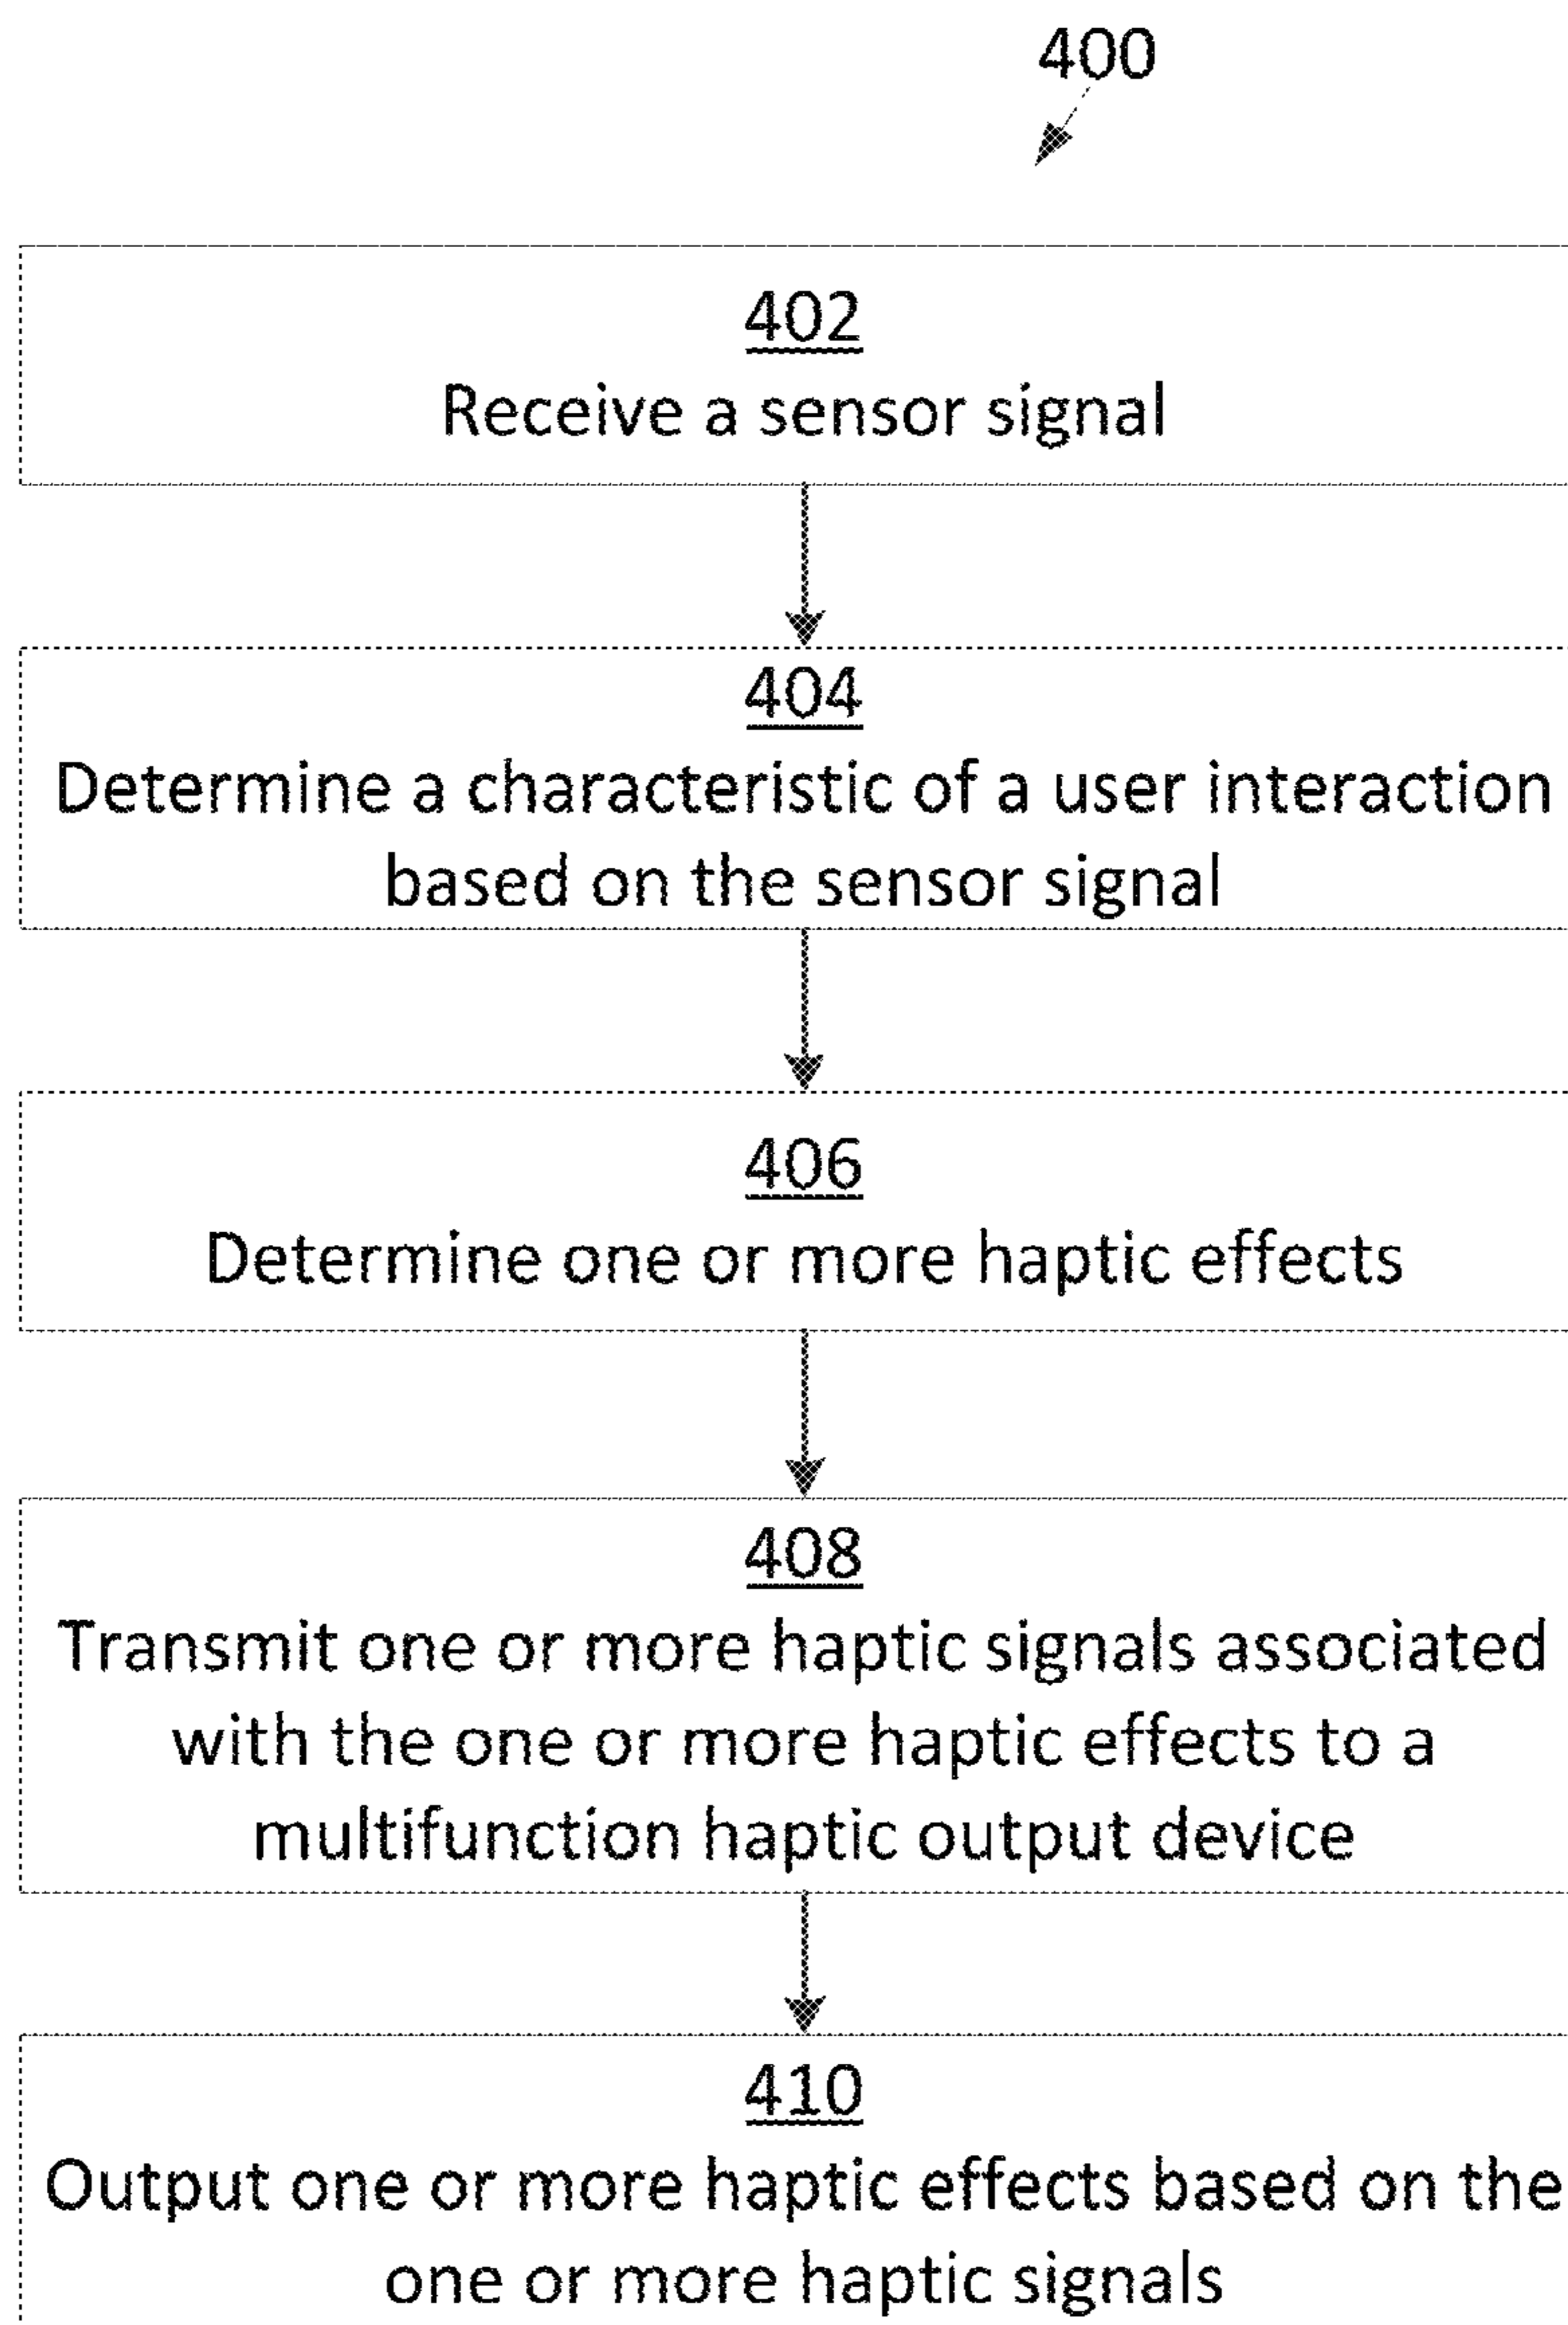 400
402
Receive a sensor signal
404
Determine a characteristic of a user interaction
based on the sensor signal
406
Determine one or more haptic effects
408
Transmit one or more haptic signals associated
with the one or more haptic effects to a
multifunction haptic output device
410
Output one or more haptic effects based on the
one or more haptic signals